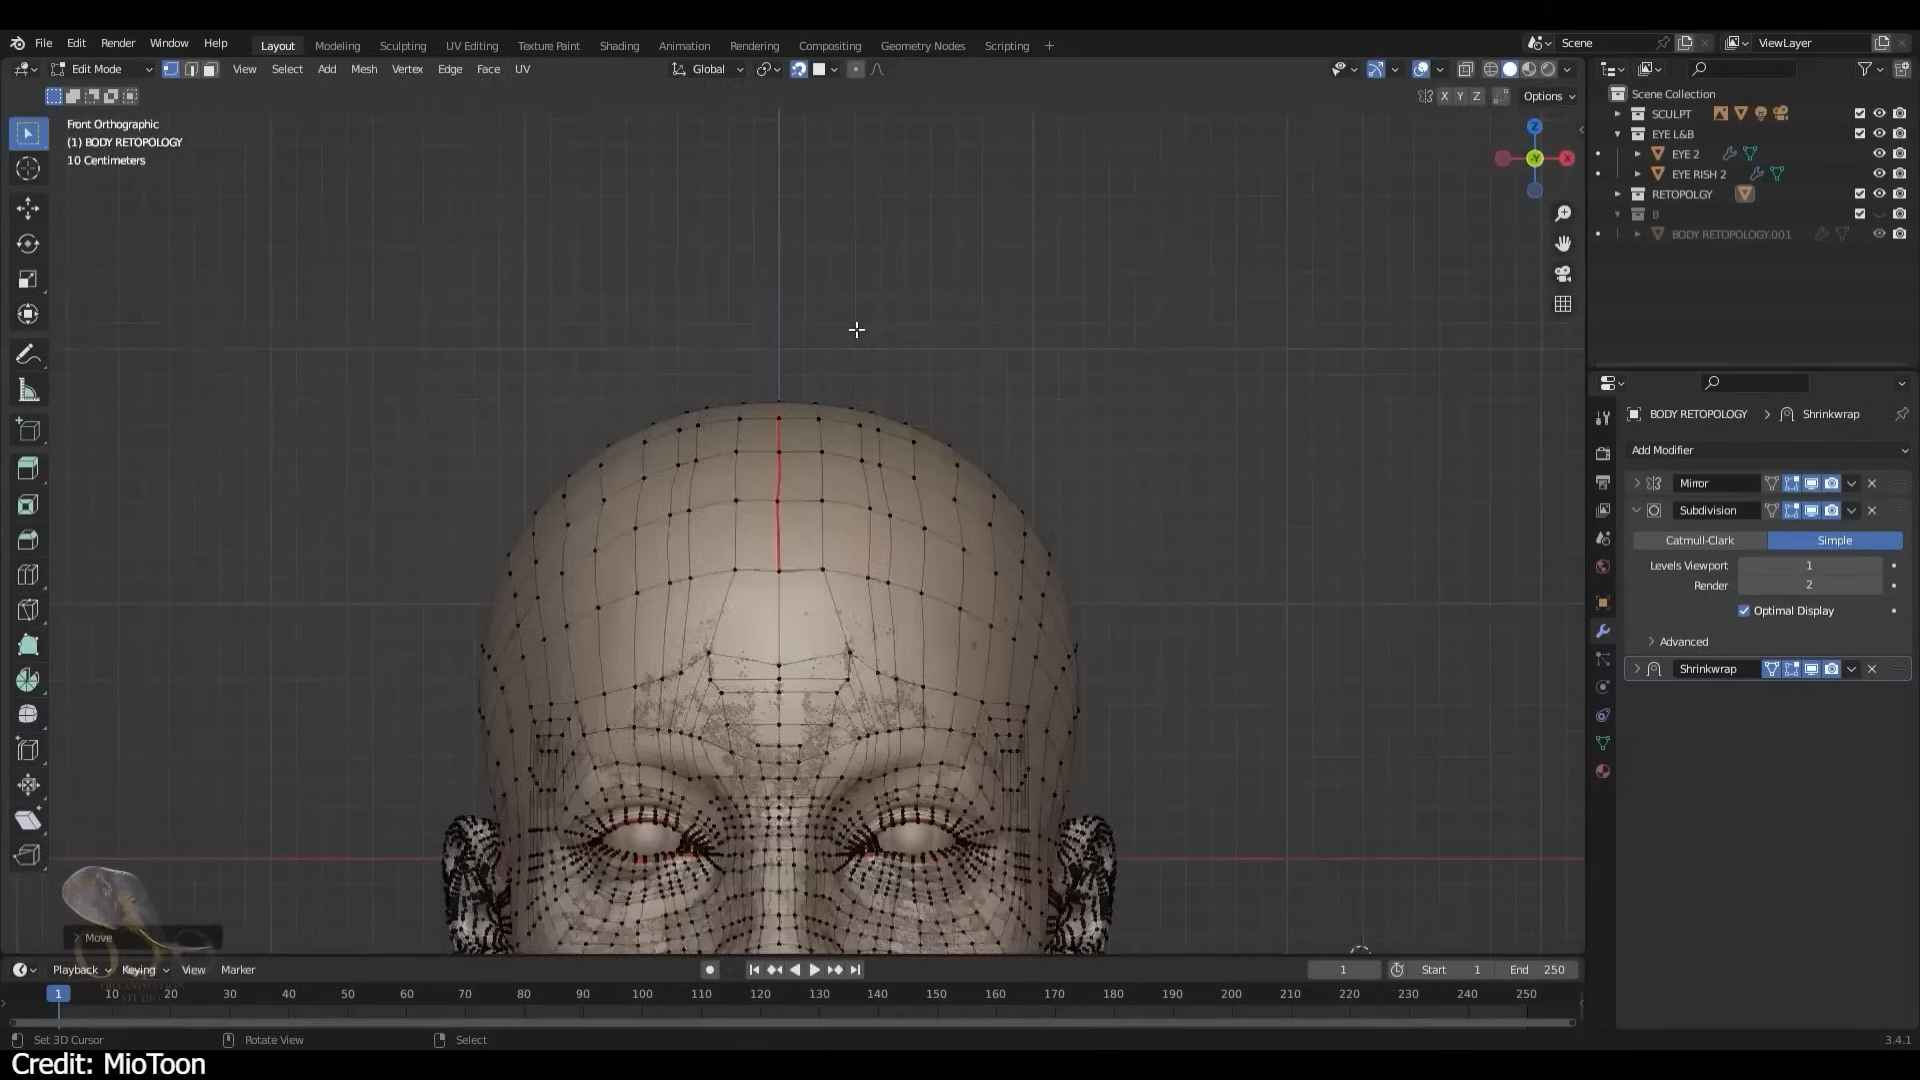 File Edit Render Window Help Layout Modeling Sculpting UV Editing Texture Paint Shading Animation Rendering Compositing Geometry Nodes Scripting + Scene ViewLayer
Edit Mode View Select Add Mesh Vertex Edge Face UV Global
X Y Z Options
Front Orthographic
(1) BODY RETOPOLOGY
10 Centimeters
Z
-Y X
Scene Collection
SCULPT
EYE L&B
EYE 2
EYE RISH 2
RETOPOLGY
B
BODY RETOPOLOGY.001
BODY RETOPOLOGY > Shrinkwrap
Add Modifier
Mirror
Subdivision
Catmull-Clark Simple
Levels Viewport 1
Render 2
Optimal Display
Advanced
Shrinkwrap
Move
Playback Keying View Marker 1 Start 1 End 250
1 10 20 30 40 50 60 70 80 90 100 110 120 130 140 150 160 170 180 190 200 210 220 230 240 250
STUDIO
Set 3D Cursor Rotate View Select 3.4.1
Credit: MioToon